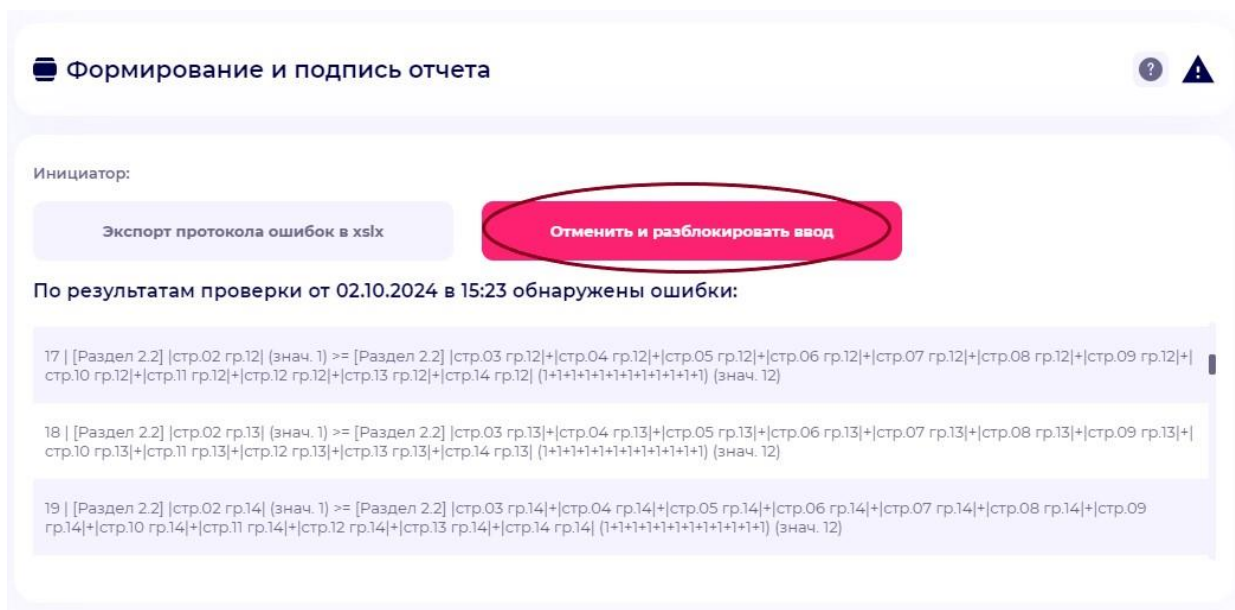 Формирование и подпись отчета
Инициатор:
Экспорт протокола ошибок в xslx
Отменить и разблокировать ввод
По результатам проверки от 02.10.2024 в 15:23 обнаружены ошибки:
17 | [Раздел 2.2] |стр.02 гр.12| (знач. 1) >= [Раздел 2.2] |стр.03 гр.12|+|стр.04 гр.12|+|стр.05 гр.12|+|стр.06 гр.12|+|стр.07 гр.12|+|стр.08 гр.12|+|стр.09 гр.12|+|
стр.10 гр.12|+|стр.11 гр.12|+|стр.12 гр.12|+|стр.13 гр.12|+|стр.14 гр.12| (1+1+1+1+1+1+1+1+1+1+1+1) (знач. 12)
18 | [Раздел 2.2] |стр.02 гр.13| (знач. 1) >= [Раздел 2.2] |стр.03 гр.13|+|стр.04 гр.13|+|стр.05 гр.13|+|стр.06 гр.13|+|стр.07 гр.13|+|стр.08 гр.13|+|стр.09 гр.13|+|
стр.10 гр.13|+|стр.11 гр.13|+|стр.12 гр.13|+|стр.13 гр.13|+|стр.14 гр.13| (1+1+1+1+1+1+1+1+1+1+1+1) (знач. 12)
19 | [Раздел 2.2] |стр.02 гр.14| (знач. 1) >= [Раздел 2.2] |стр.03 гр.14|+|стр.04 гр.14|+|стр.05 гр.14|+|стр.06 гр.14|+|стр.07 гр.14|+|стр.08 гр.14|+|стр.09
гр.14|+|стр.10 гр.14|+|стр.11 гр.14|+|стр.12 гр.14|+|стр.13 гр.14|+|стр.14 гр.14| (1+1+1+1+1+1+1+1+1+1+1+1) (знач. 12)